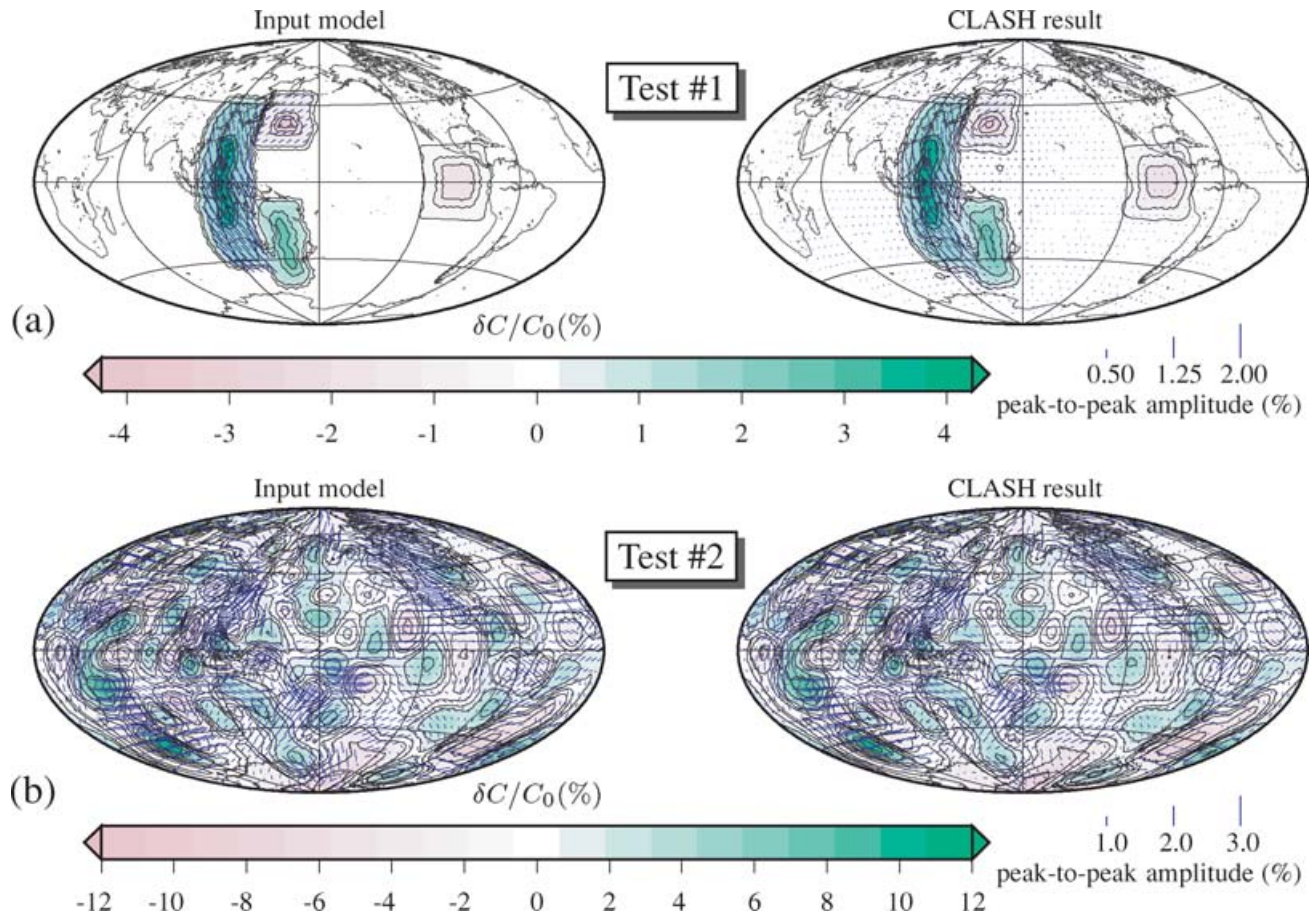 Input model
CLASH result
Test #1
(a)
δC/C₀(%)
0.50 1.25 2.00
peak-to-peak amplitude (%)
-4 -3 -2 -1 0 1 2 3 4
Input model
CLASH result
Test #2
(b)
δC/C₀(%)
1.0 2.0 3.0
peak-to-peak amplitude (%)
-12 -10 -8 -6 -4 -2 0 2 4 6 8 10 12